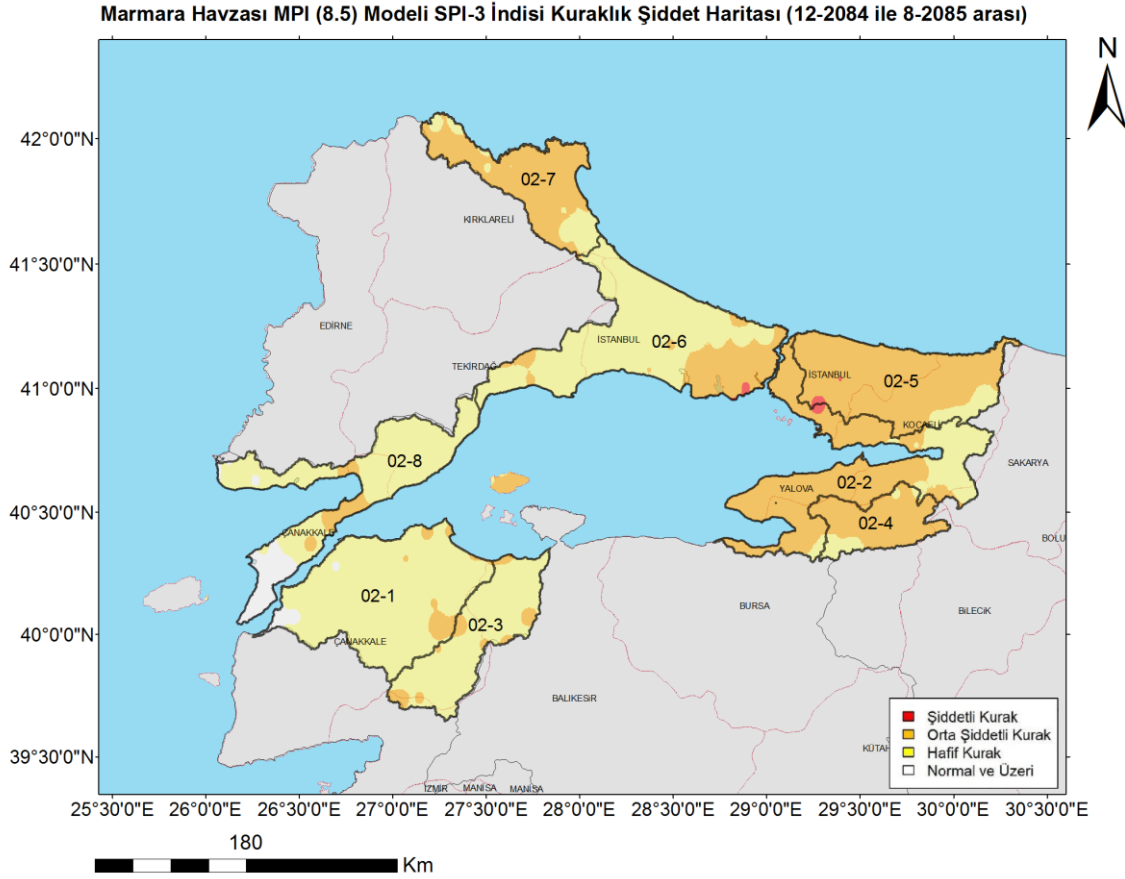 Marmara Havzası MPI (8.5) Modeli SPI-3 İndisi Kuraklık Şiddet Haritası (12-2084 ile 8-2085 arası)
N
42°0'0"N
41°30'0"N
41°0'0"N
40°30'0"N
40°0'0"N
39°30'0"N
02-7
KIRKLARELİ
EDİRNE
İSTANBUL
02-6
TEKİRDAĞ
İSTANBUL
02-5
KOCAELİ
SAKARYA
02-8
YALOVA
02-2
02-4
ÇANAKKALE
BOLU
02-1
02-3
BURSA
BİLECİK
ÇANAKKALE
BALIKESİR
KÜTAH
İZMİR
MANİSA
MANİSA
Şiddetli Kurak
Orta Şiddetli Kurak
Hafif Kurak
Normal ve Üzeri
25°30'0"E 26°0'0"E 26°30'0"E 27°0'0"E 27°30'0"E 28°0'0"E 28°30'0"E 29°0'0"E 29°30'0"E 30°0'0"E 30°30'0"E
180
Km